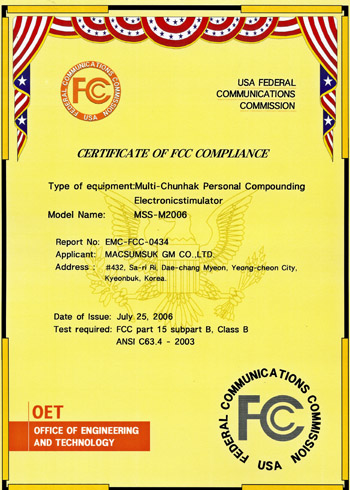 FEDERAL COMMUNICATIONS COMMISSION
USA
FCC
USA FEDERAL
COMMUNICATIONS
COMMISSION
CERTIFICATE OF FCC COMPLIANCE
Type of equipment:Multi-Chunhak Personal Compounding
Electronicstimulator
Model Name: MSS-M2006
Report No: EMC-FCC-0434
Applicant: MACSUMSUK GM CO.,LTD.
Address : #432, Sa-ri Ri, Dae-chang Myeon, Yeong-cheon City,
Kyeonbuk, Korea.
Date of Issue: July 25, 2006
Test required: FCC part 15 subpart B, Class B
ANSI C63.4 - 2003
OET
OFFICE OF ENGINEERING
AND TECHNOLOGY
FEDERAL COMMUNICATIONS COMMISSION
USA
FCC